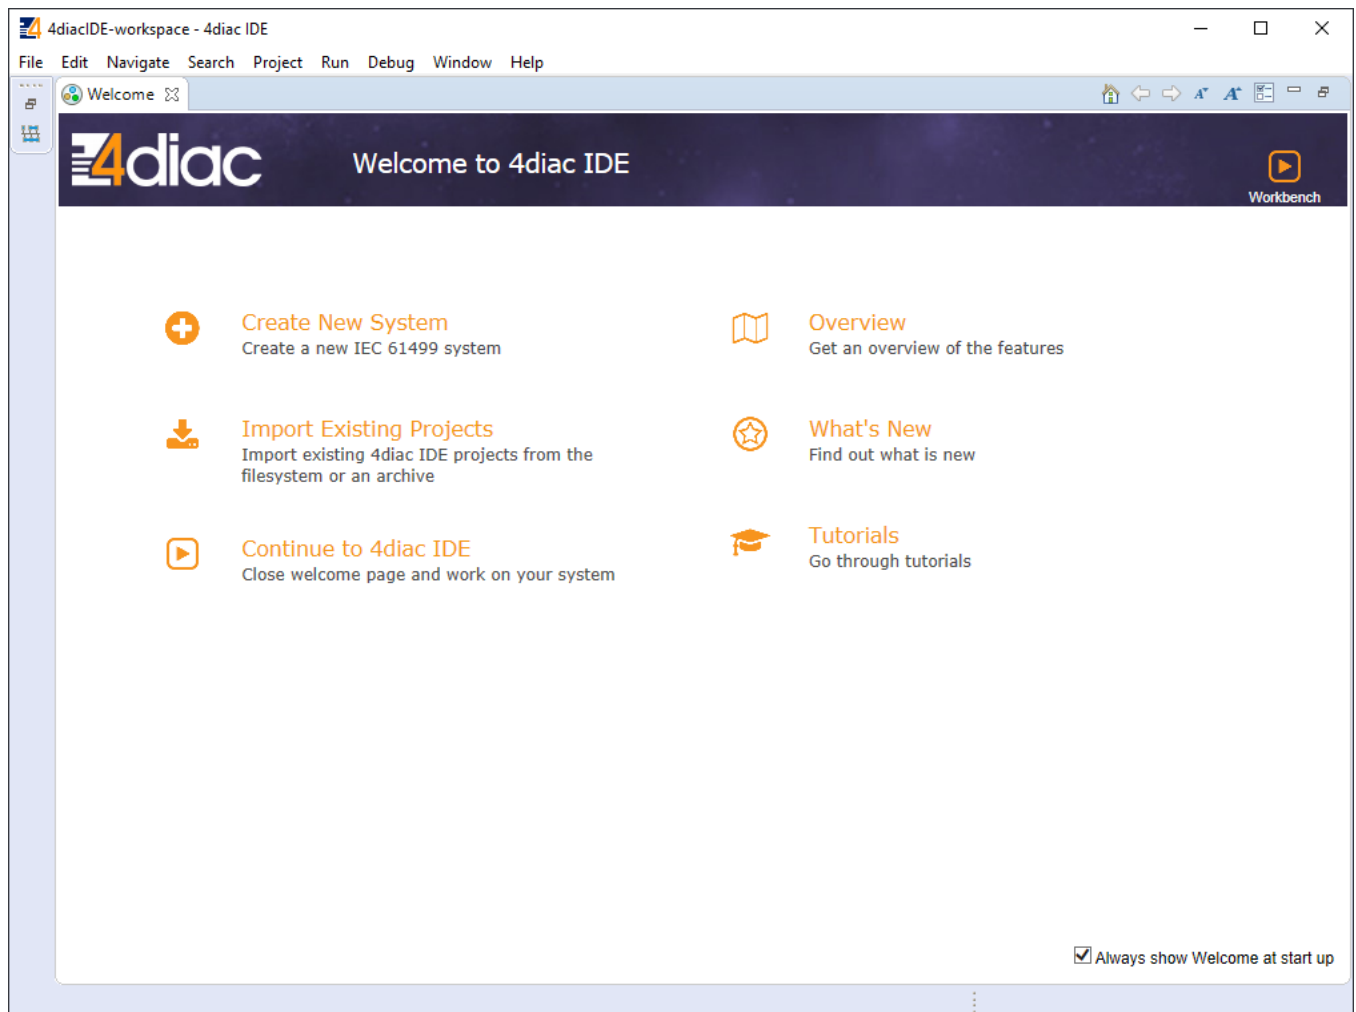 4diacIDE-workspace - 4diac IDE
File Edit Navigate Search Project Run Debug Window Help
Welcome
4diac
Welcome to 4diac IDE
Workbench
Create New System
Create a new IEC 61499 system
Import Existing Projects
Import existing 4diac IDE projects from the
filesystem or an archive
Continue to 4diac IDE
Close welcome page and work on your system
Overview
Get an overview of the features
What's New
Find out what is new
Tutorials
Go through tutorials
Always show Welcome at start up